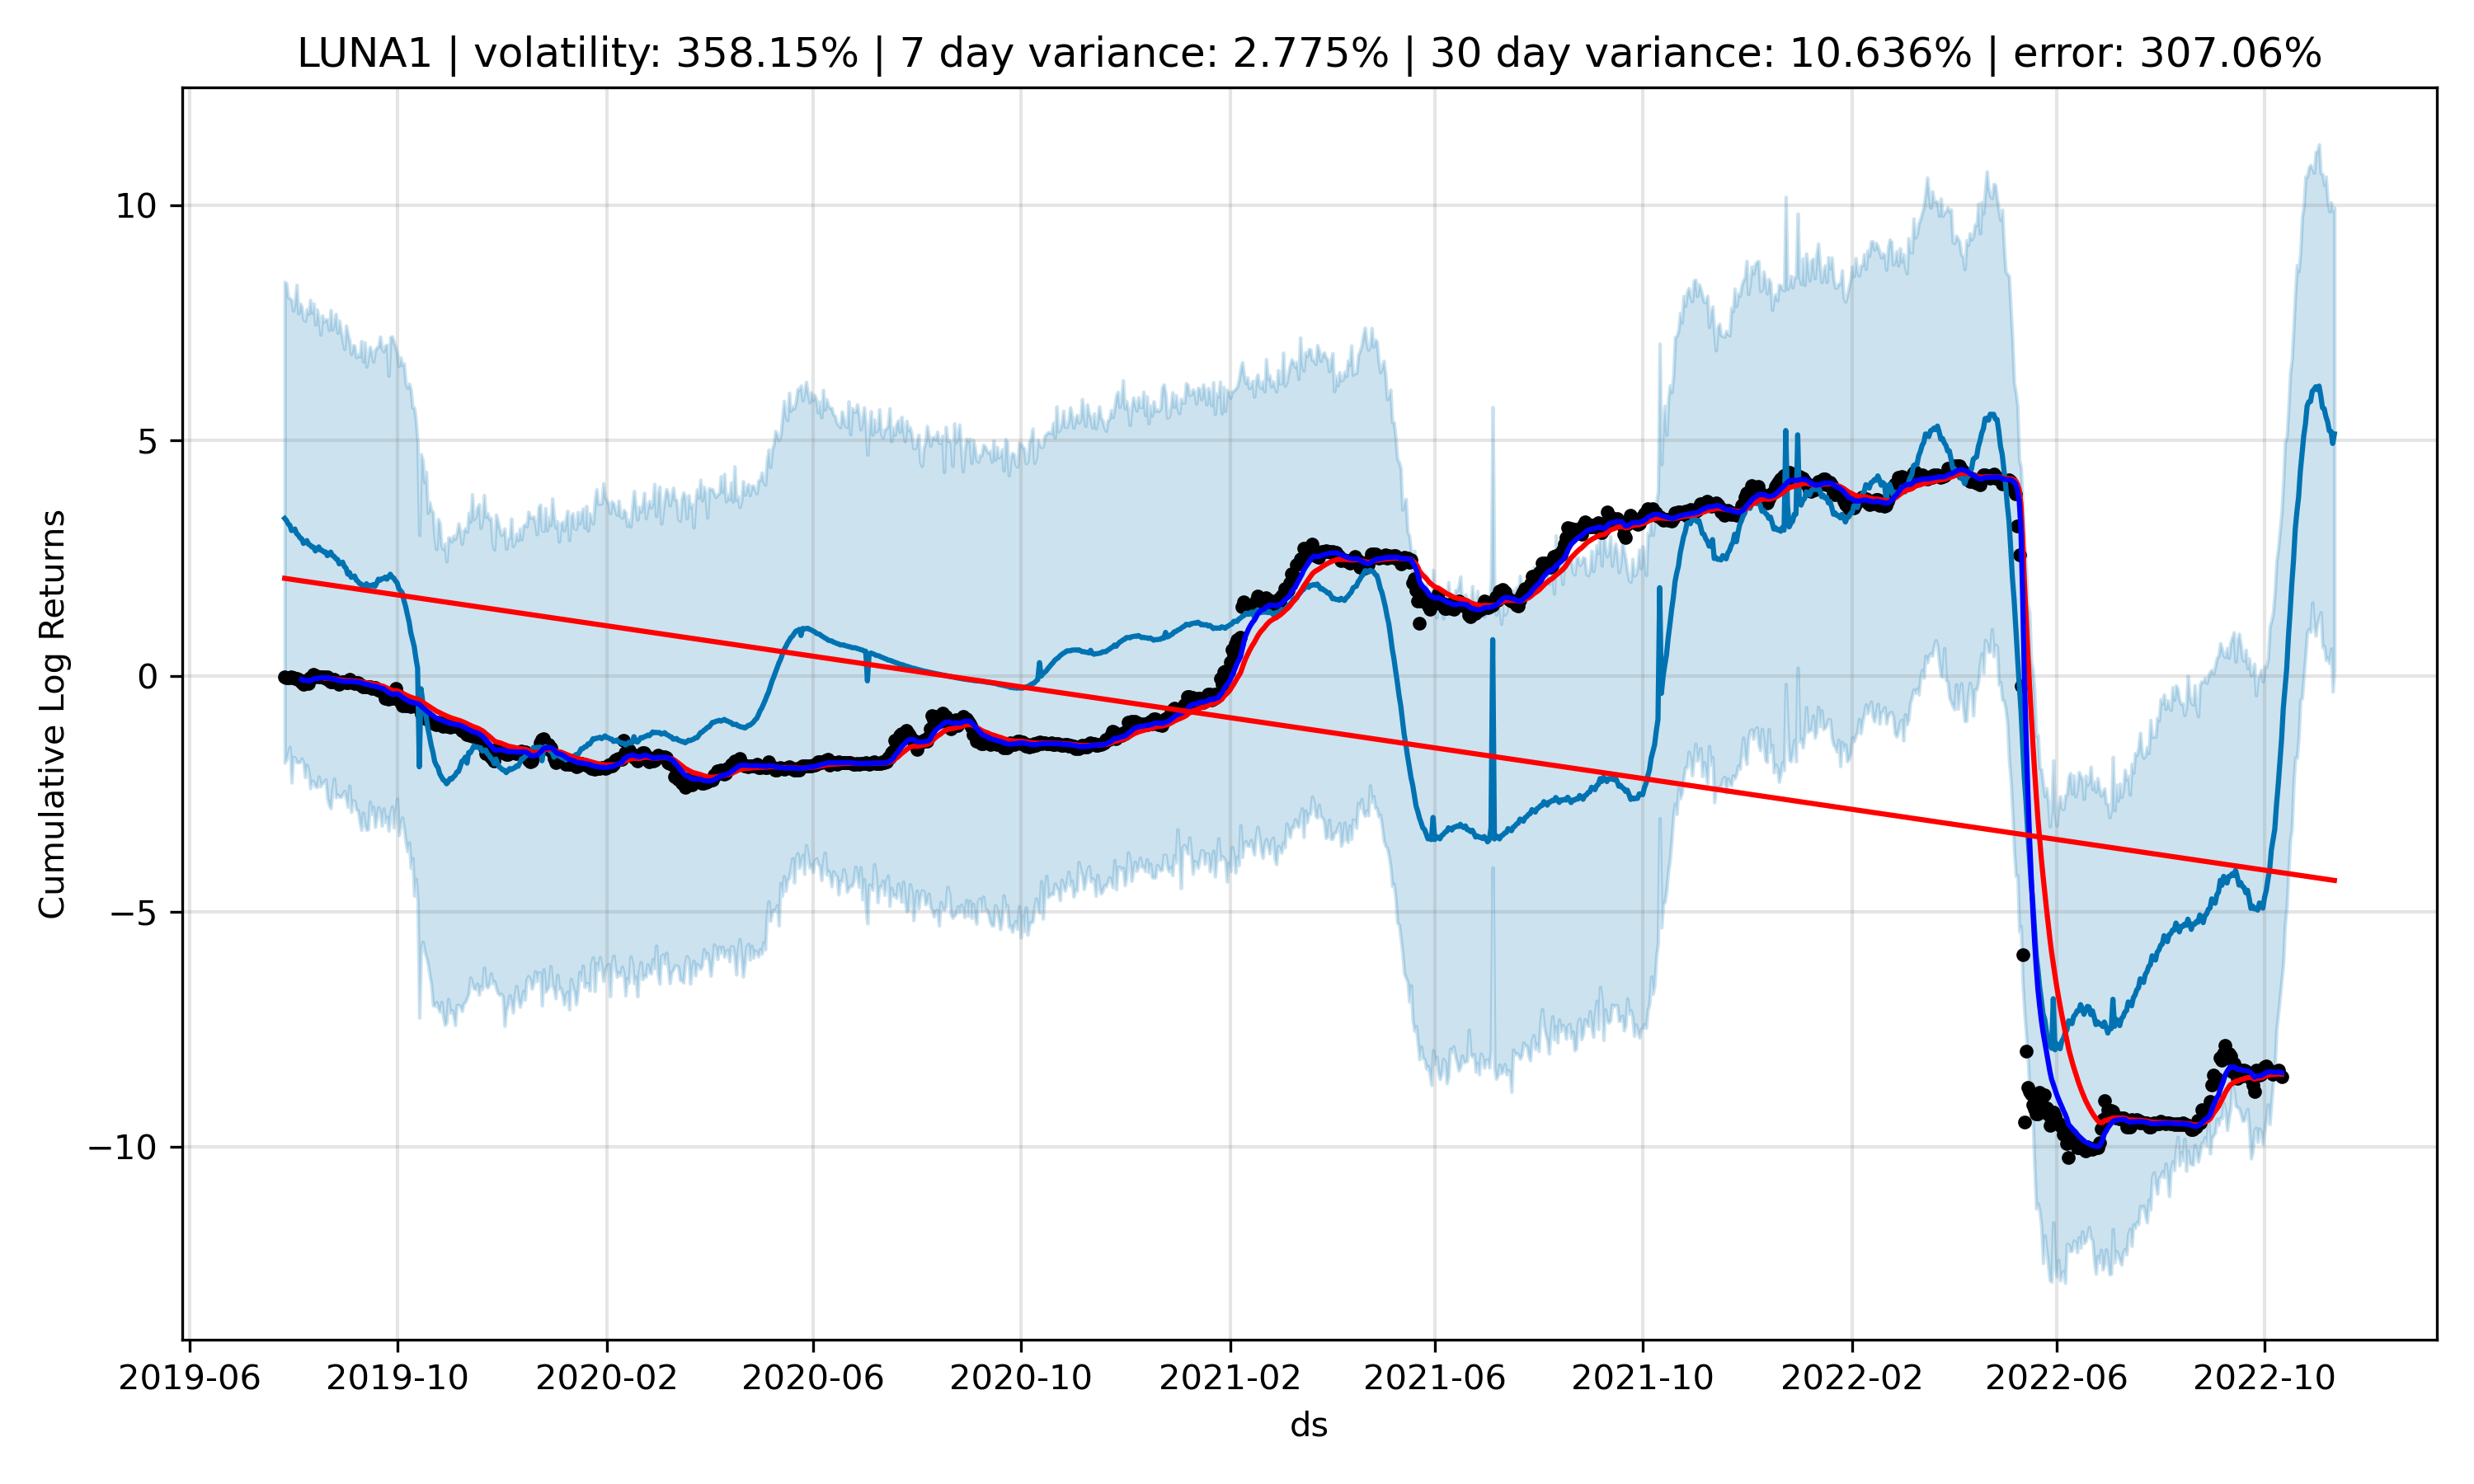 LUNA1 | volatility: 358.15% | 7 day variance: 2.775% | 30 day variance: 10.636% | error: 307.06%
Cumulative Log Returns
10
5
0
−5
−10
2019-06 2019-10 2020-02 2020-06 2020-10 2021-02 2021-06 2021-10 2022-02 2022-06 2022-10
ds